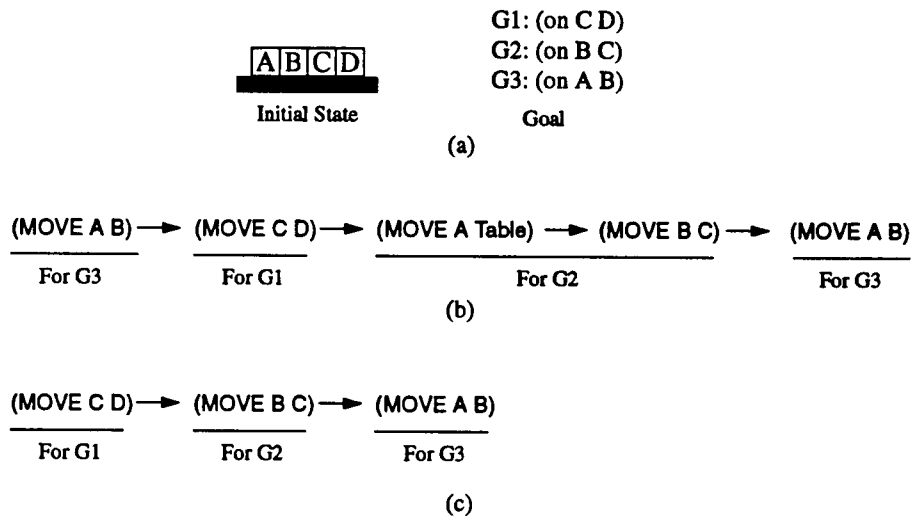 G1: (on C D)
G2: (on B C)
G3: (on A B)
A B C D
Initial State
Goal
(a)
(MOVE A B) (MOVE C D) (MOVE A Table) (MOVE B C) (MOVE A B)
For G3 For G1 For G2 For G3
(b)
(MOVE C D) (MOVE B C) (MOVE A B)
For G1 For G2 For G3
(c)